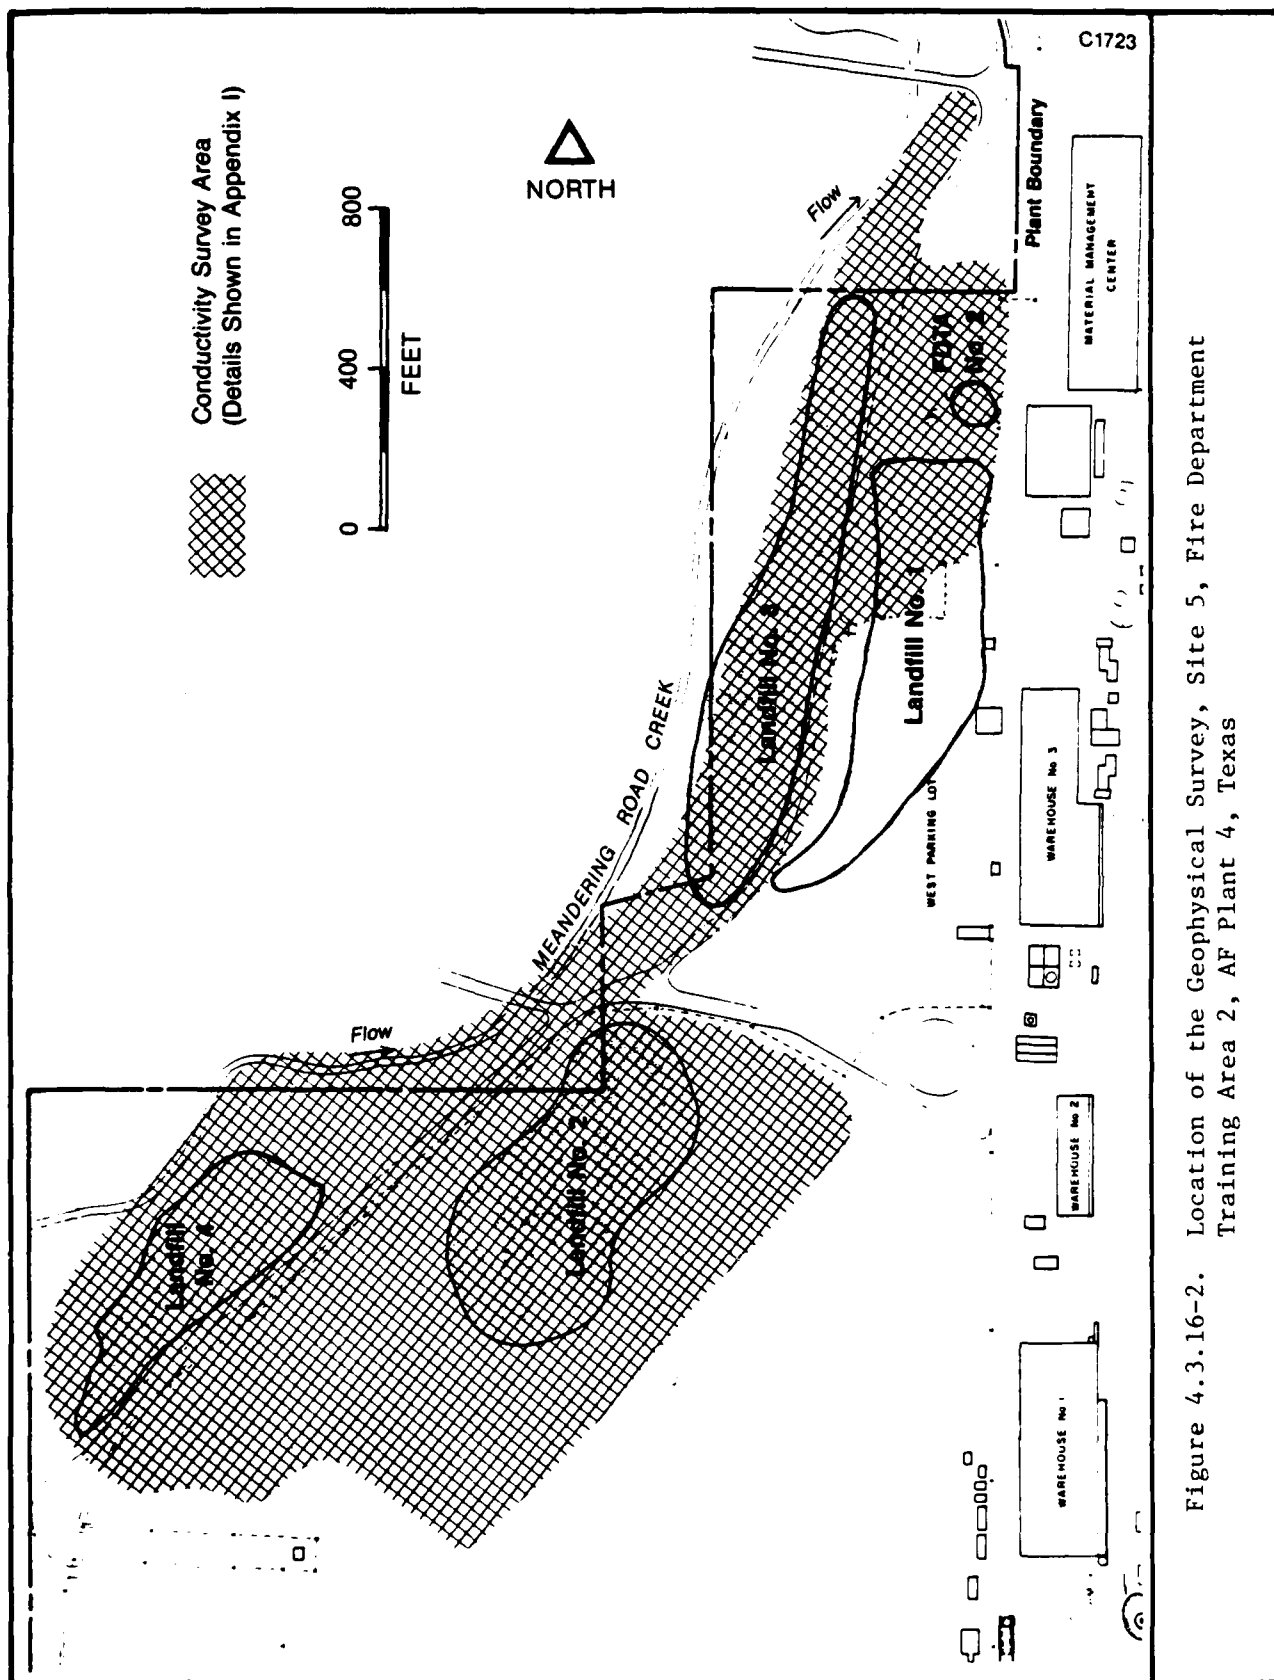 C1723
Conductivity Survey Area
(Details Shown in Appendix I)
0 400 800
FEET
NORTH
Flow
Plant Boundary
MATERIAL MANAGEMENT
CENTER
FDTA
No. 2
Landfill No. 3
Landfill No. 1
MEANDERING ROAD CREEK
WEST PARKING LOT
WAREHOUSE No 3
Flow
Landfill No. 2
Landfill
No. 4
WAREHOUSE No 2
WAREHOUSE No 1
Figure 4.3.16-2. Location of the Geophysical Survey, Site 5, Fire Department
Training Area 2, AF Plant 4, Texas